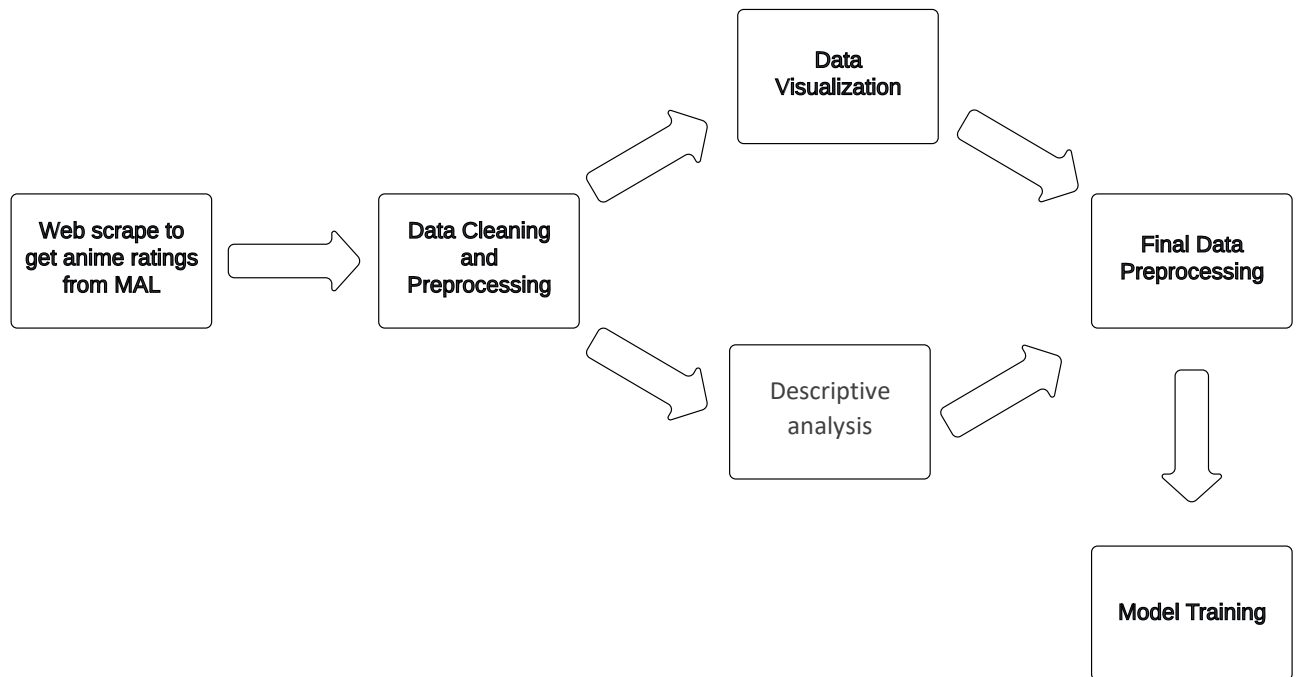 Data
Visualization
Web scrape to
get anime ratings
from MAL
Data Cleaning
and
Preprocessing
Final Data
Preprocessing
Descriptive
analysis
Model Training